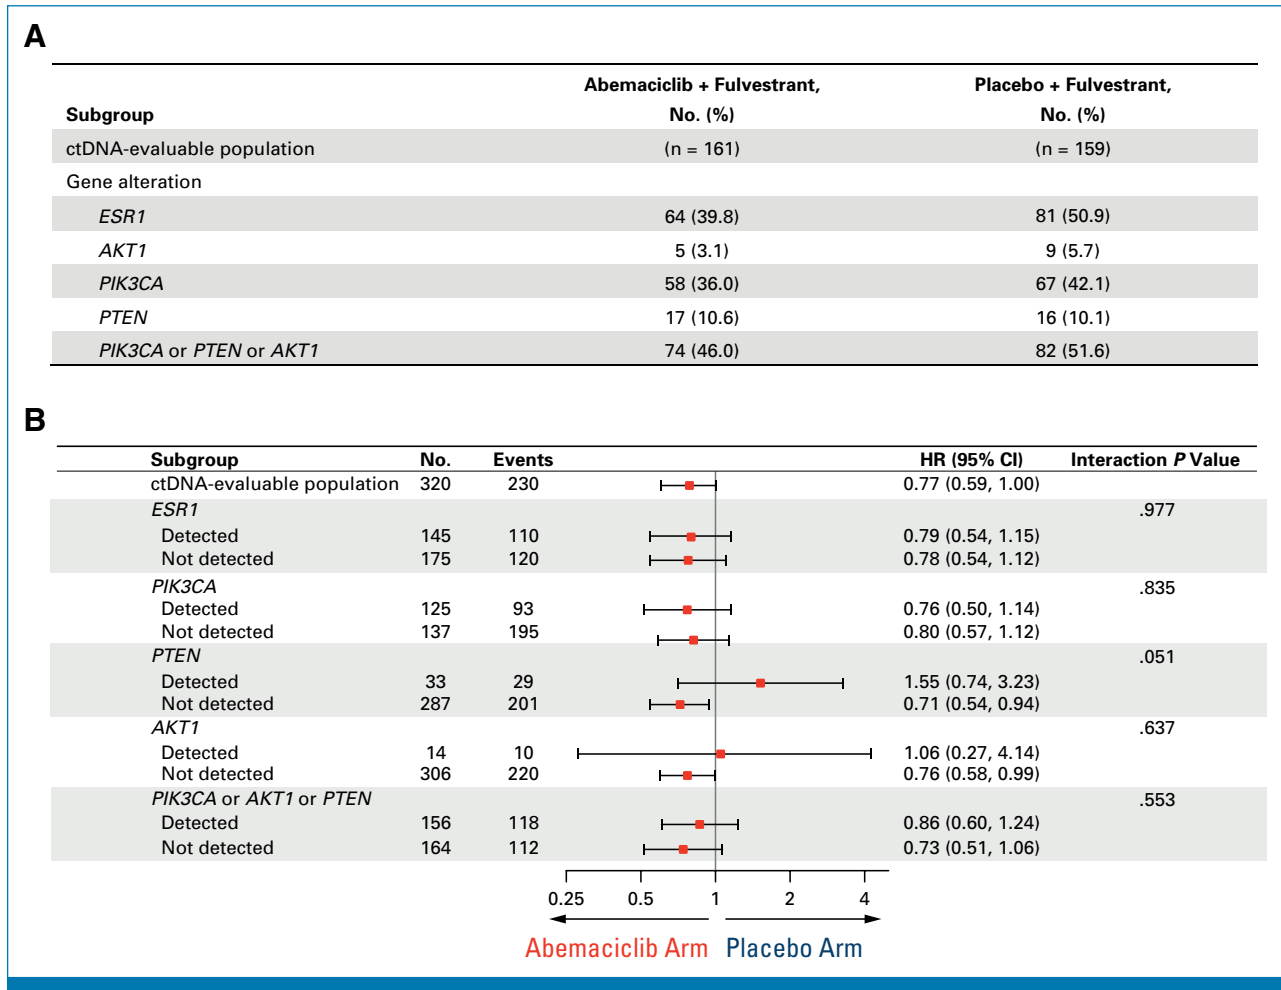 A
Abemaciclib + Fulvestrant, Placebo + Fulvestrant,
Subgroup No. (%) No. (%)
ctDNA-evaluable population (n = 161) (n = 159)
Gene alteration
ESR1 64 (39.8) 81 (50.9)
AKT1 5 (3.1) 9 (5.7)
PIK3CA 58 (36.0) 67 (42.1)
PTEN 17 (10.6) 16 (10.1)
PIK3CA or PTEN or AKT1 74 (46.0) 82 (51.6)
B
Subgroup No. Events HR (95% CI) Interaction P Value
ctDNA-evaluable population 320 230 0.77 (0.59, 1.00)
ESR1 .977
Detected 145 110 0.79 (0.54, 1.15)
Not detected 175 120 0.78 (0.54, 1.12)
PIK3CA .835
Detected 125 93 0.76 (0.50, 1.14)
Not detected 137 195 0.80 (0.57, 1.12)
PTEN .051
Detected 33 29 1.55 (0.74, 3.23)
Not detected 287 201 0.71 (0.54, 0.94)
AKT1 .637
Detected 14 10 1.06 (0.27, 4.14)
Not detected 306 220 0.76 (0.58, 0.99)
PIK3CA or AKT1 or PTEN .553
Detected 156 118 0.86 (0.60, 1.24)
Not detected 164 112 0.73 (0.51, 1.06)
0.25 0.5 1 2 4
Abemaciclib Arm Placebo Arm